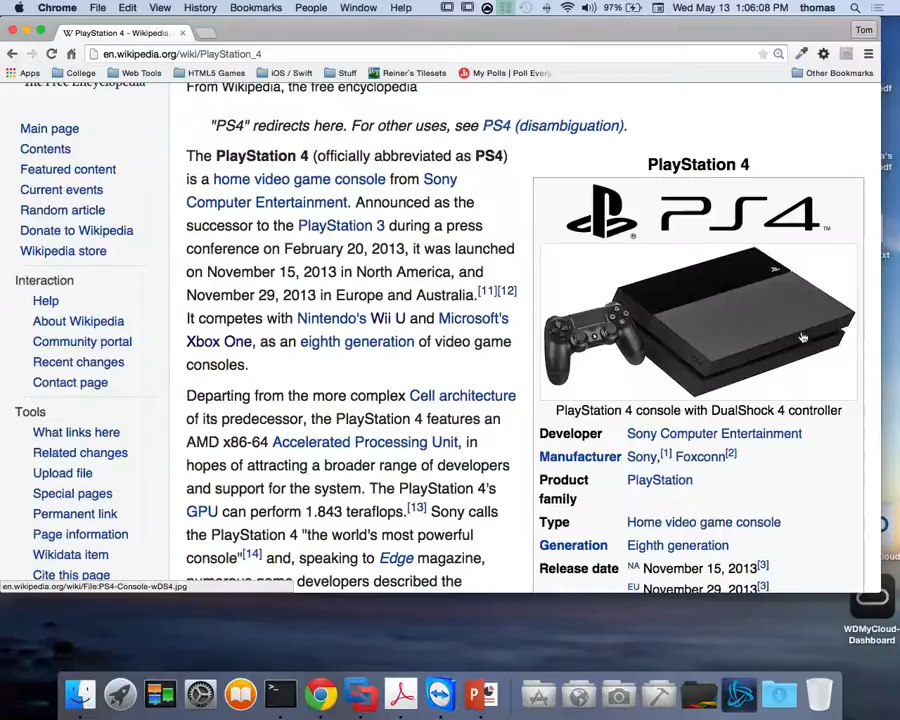 Chrome File Edit View History Bookmarks People Window Help 97% Wed May 13 1:06:08 PM thomas
PlayStation 4 - Wikipedia, Tom
en.wikipedia.org/wiki/PlayStation_4
Apps College Web Tools HTML5 Games iOS / Swift Stuff Reiner's Tilesets My Polls | Poll Every Other Bookmarks
The Free Encyclopedia
Main page
Contents
Featured content
Current events
Random article
Donate to Wikipedia
Wikipedia store
Interaction
Help
About Wikipedia
Community portal
Recent changes
Contact page
Tools
What links here
Related changes
Upload file
Special pages
Permanent link
Page information
Wikidata item
Cite this page
en.wikipedia.org/wiki/File:PS4-Console-wDS4.jpg
From Wikipedia, the free encyclopedia
"PS4" redirects here. For other uses, see PS4 (disambiguation).
The PlayStation 4 (officially abbreviated as PS4)
is a home video game console from Sony
Computer Entertainment. Announced as the
successor to the PlayStation 3 during a press
conference on February 20, 2013, it was launched
on November 15, 2013 in North America, and
November 29, 2013 in Europe and Australia.[11][12]
It competes with Nintendo's Wii U and Microsoft's
Xbox One, as an eighth generation of video game
consoles.
Departing from the more complex Cell architecture
of its predecessor, the PlayStation 4 features an
AMD x86-64 Accelerated Processing Unit, in
hopes of attracting a broader range of developers
and support for the system. The PlayStation 4's
GPU can perform 1.843 teraflops.[13] Sony calls
the PlayStation 4 "the world's most powerful
console"[14] and, speaking to Edge magazine,
numerous game developers described the
PlayStation 4
PS4
PlayStation 4 console with DualShock 4 controller
Developer Sony Computer Entertainment
Manufacturer Sony,[1] Foxconn[2]
Product family PlayStation
Type Home video game console
Generation Eighth generation
Release date NA November 15, 2013[3]
EU November 29, 2013[3]
WDMyCloud-
Dashboard